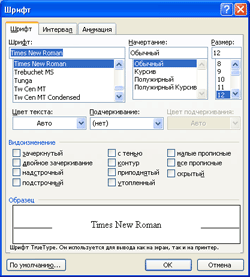 Шрифт
Шрифт Интервал Анимация
Шрифт: Начертание: Размер:
Times New Roman Обычный 12
Times New Roman Обычный 8
Trebuchet MS Курсив 9
Tunga Полужирный 10
Tw Cen MT Полужирный Курсив 11
Tw Cen MT Condensed 12
Цвет текста: Подчеркивание: Цвет подчеркивания:
Авто (нет) Авто
Видоизменение
зачеркнутый с тенью малые прописные
двойное зачеркивание контур все прописные
надстрочный приподнятый скрытый
подстрочный утопленный
Образец
Times New Roman
Шрифт TrueType. Он используется для вывода как на экран, так и на принтер.
По умолчанию... ОК Отмена